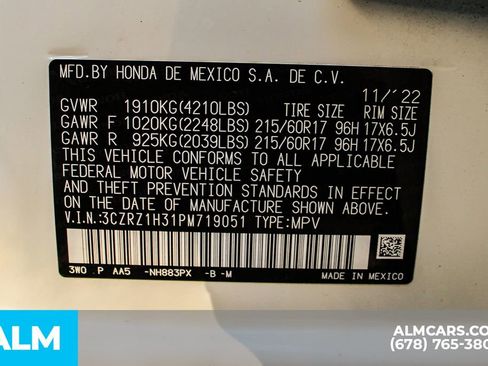 MFD.BY HONDA DE MEXICO S.A. DE C.V.
11/'22
GVWR 1910KG(4210LBS) TIRE SIZE RIM SIZE
GAWR F 1020KG(2248LBS) 215/60R17 96H 17X6.5J
GAWR R 925KG(2039LBS) 215/60R17 96H 17X6.5J
THIS VEHICLE CONFORMS TO ALL APPLICABLE
FEDERAL MOTOR VEHICLE SAFETY
AND THEFT PREVENTION STANDARDS IN EFFECT
ON THE DATE OF MANUFACTURE SHOWN ABOVE.
V.I.N:3CZRZ1H31PM719051 TYPE:MPV
3W0 P AA5 -NH883PX -B-M MADE IN MEXICO
ALM
ALMCARS.CO
(678) 765-380